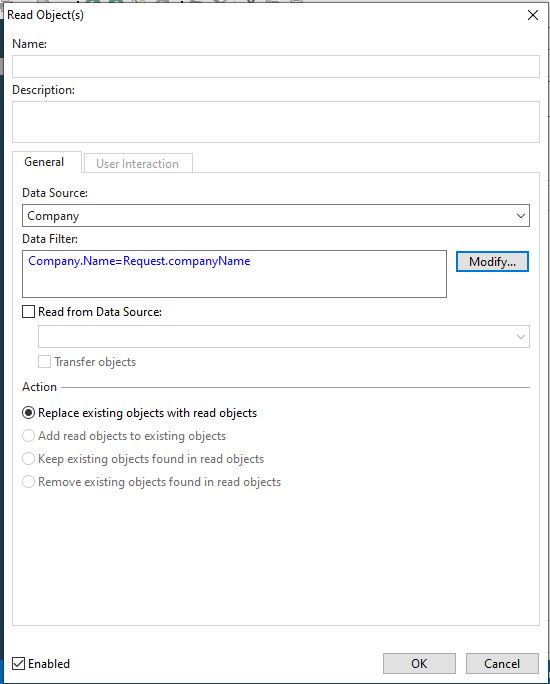 Read Object(s)
Name:
Description:
General
User Interaction
Data Source:
Company
Data Filter:
Company.Name=Request.companyName
Modify...
Read from Data Source:
Transfer objects
Action
Replace existing objects with read objects
Add read objects to existing objects
Keep existing objects found in read objects
Remove existing objects found in read objects
Enabled
OK
Cancel